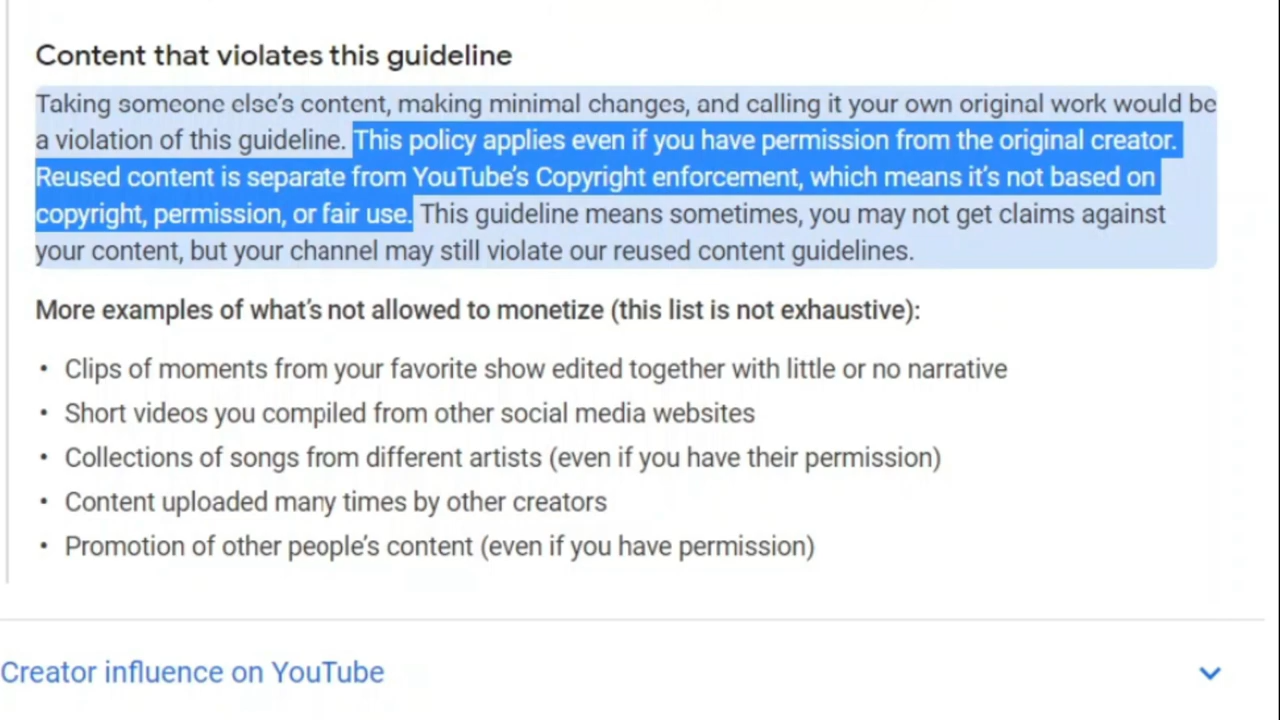 Content that violates this guideline
Taking someone else's content, making minimal changes, and calling it your own original work would be
a violation of this guideline. This policy applies even if you have permission from the original creator.
Reused content is separate from YouTube's Copyright enforcement, which means it's not based on
copyright, permission, or fair use. This guideline means sometimes, you may not get claims against
your content, but your channel may still violate our reused content guidelines.
More examples of what's not allowed to monetize (this list is not exhaustive):
• Clips of moments from your favorite show edited together with little or no narrative
• Short videos you compiled from other social media websites
• Collections of songs from different artists (even if you have their permission)
• Content uploaded many times by other creators
• Promotion of other people's content (even if you have permission)
Creator influence on YouTube